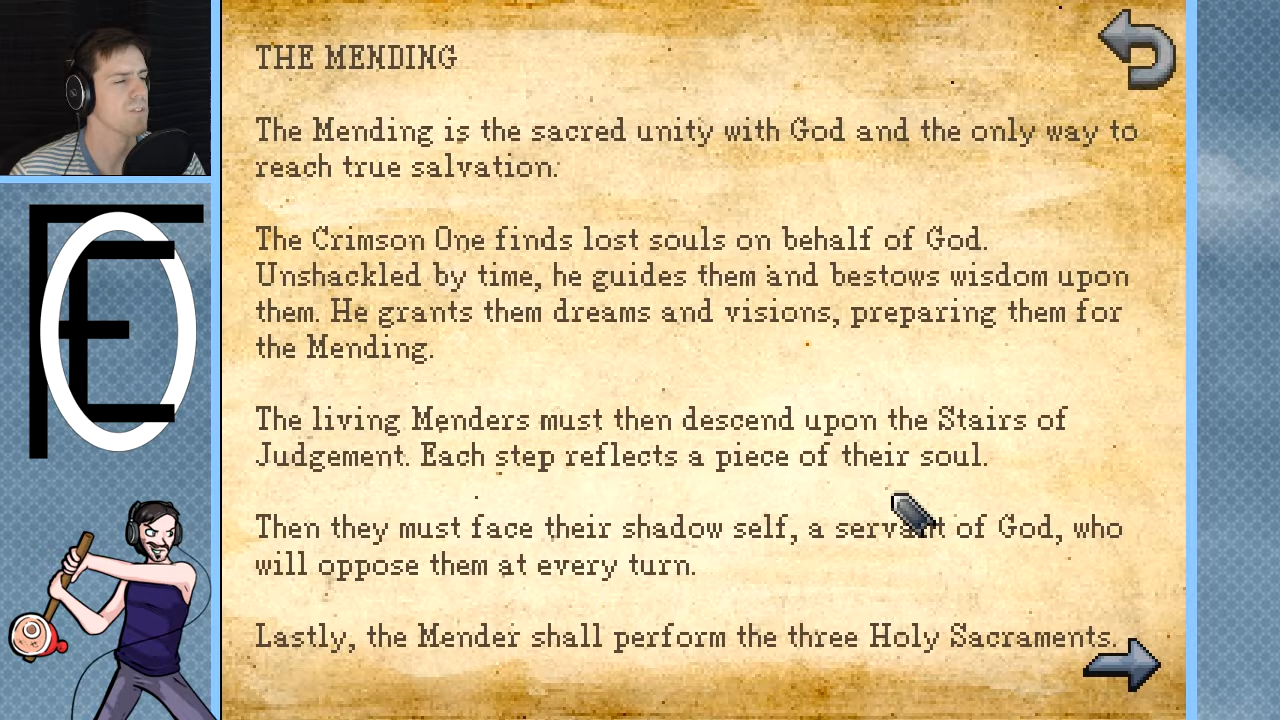 THE MENDING
The Mending is the sacred unity with God and the only way to
reach true salvation.
The Crimson One finds lost souls on behalf of God.
Unshackled by time, he guides them and bestows wisdom upon
them. He grants them dreams and visions, preparing them for
the Mending.
The living Menders must then descend upon the Stairs of
Judgement. Each step reflects a piece of their soul.
Then they must face their shadow self, a servant of God, who
will oppose them at every turn.
Lastly, the Mender shall perform the three Holy Sacraments.
FE